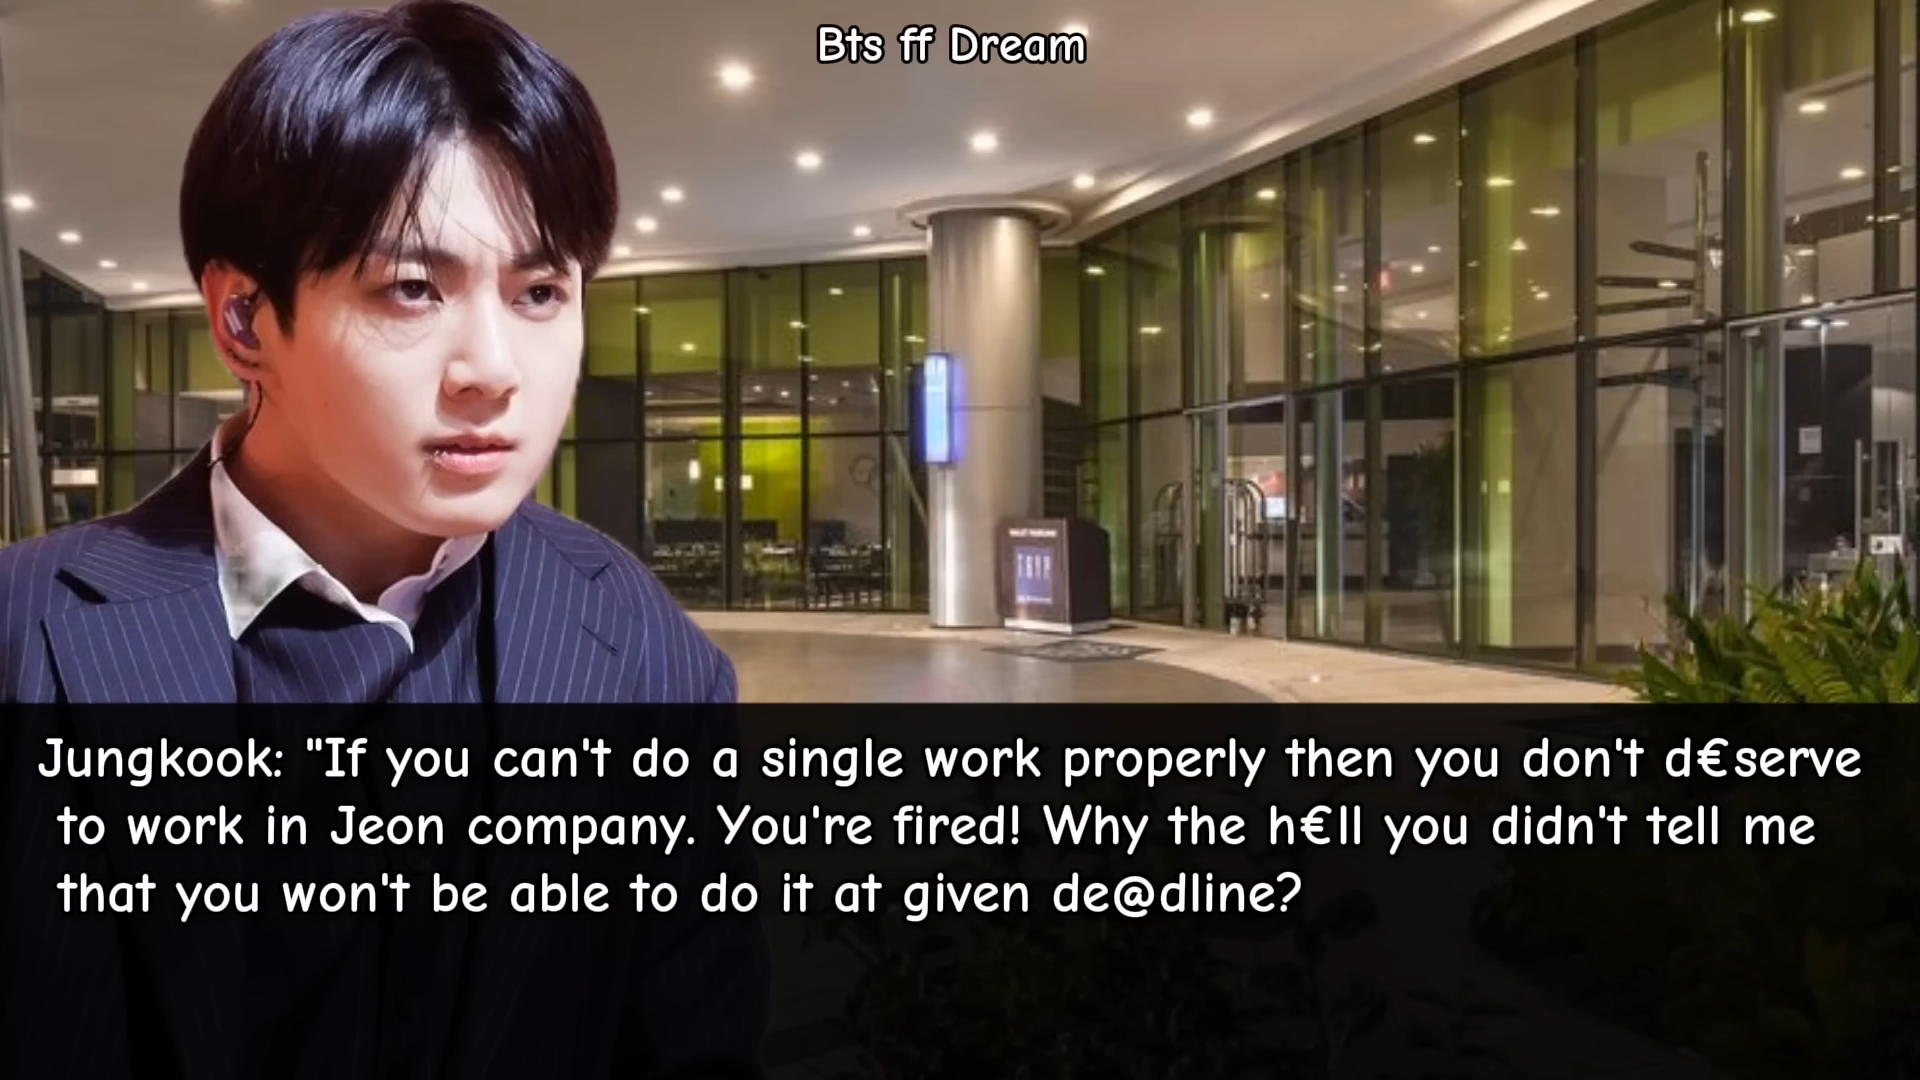 Bts ff Dream
TRYP
Jungkook: "If you can't do a single work properly then you don't d€serve
to work in Jeon company. You're fired! Why the h€ll you didn't tell me
that you won't be able to do it at given de@dline?